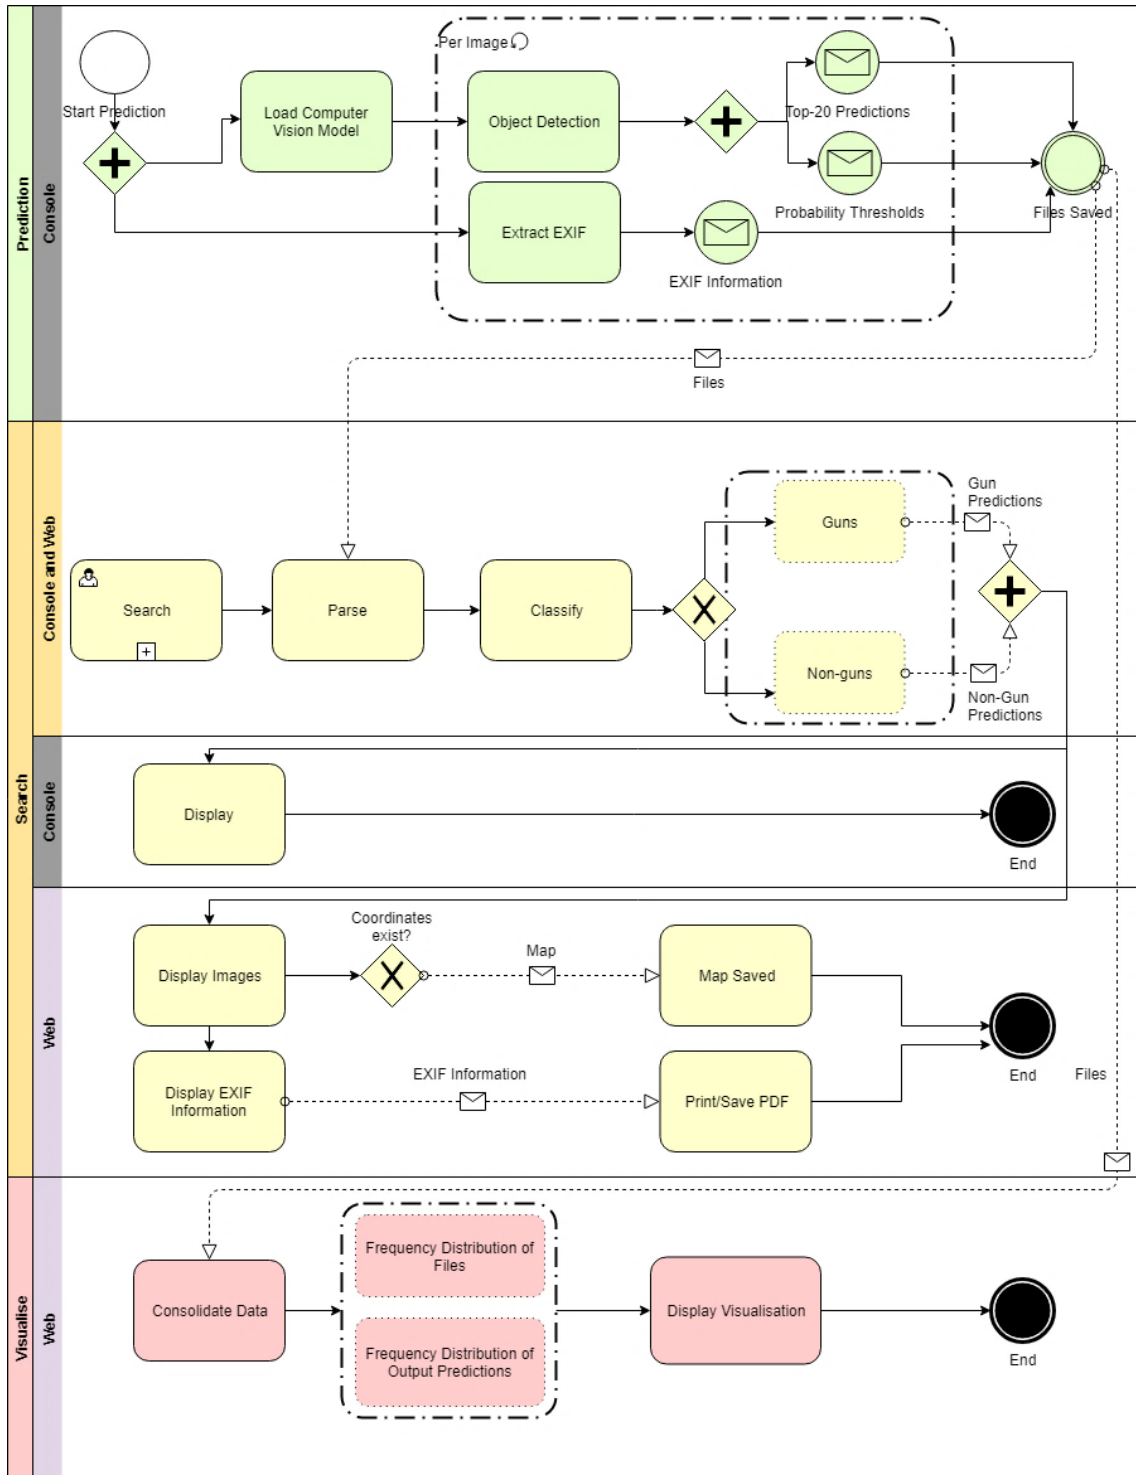 Prediction
Console
Start Prediction
Load Computer
Vision Model
Per Image
Object Detection
Extract EXIF
Top-20 Predictions
Probability Thresholds
EXIF Information
Files Saved
Files
Search
Console and Web
Search
Parse
Classify
Guns
Non-guns
Gun
Predictions
Non-Gun
Predictions
Console
Display
End
Web
Display Images
Coordinates
exist?
Map
Map Saved
Display EXIF
Information
EXIF Information
Print/Save PDF
End
Files
Visualise
Web
Consolidate Data
Frequency Distribution of
Files
Frequency Distribution of
Output Predictions
Display Visualisation
End